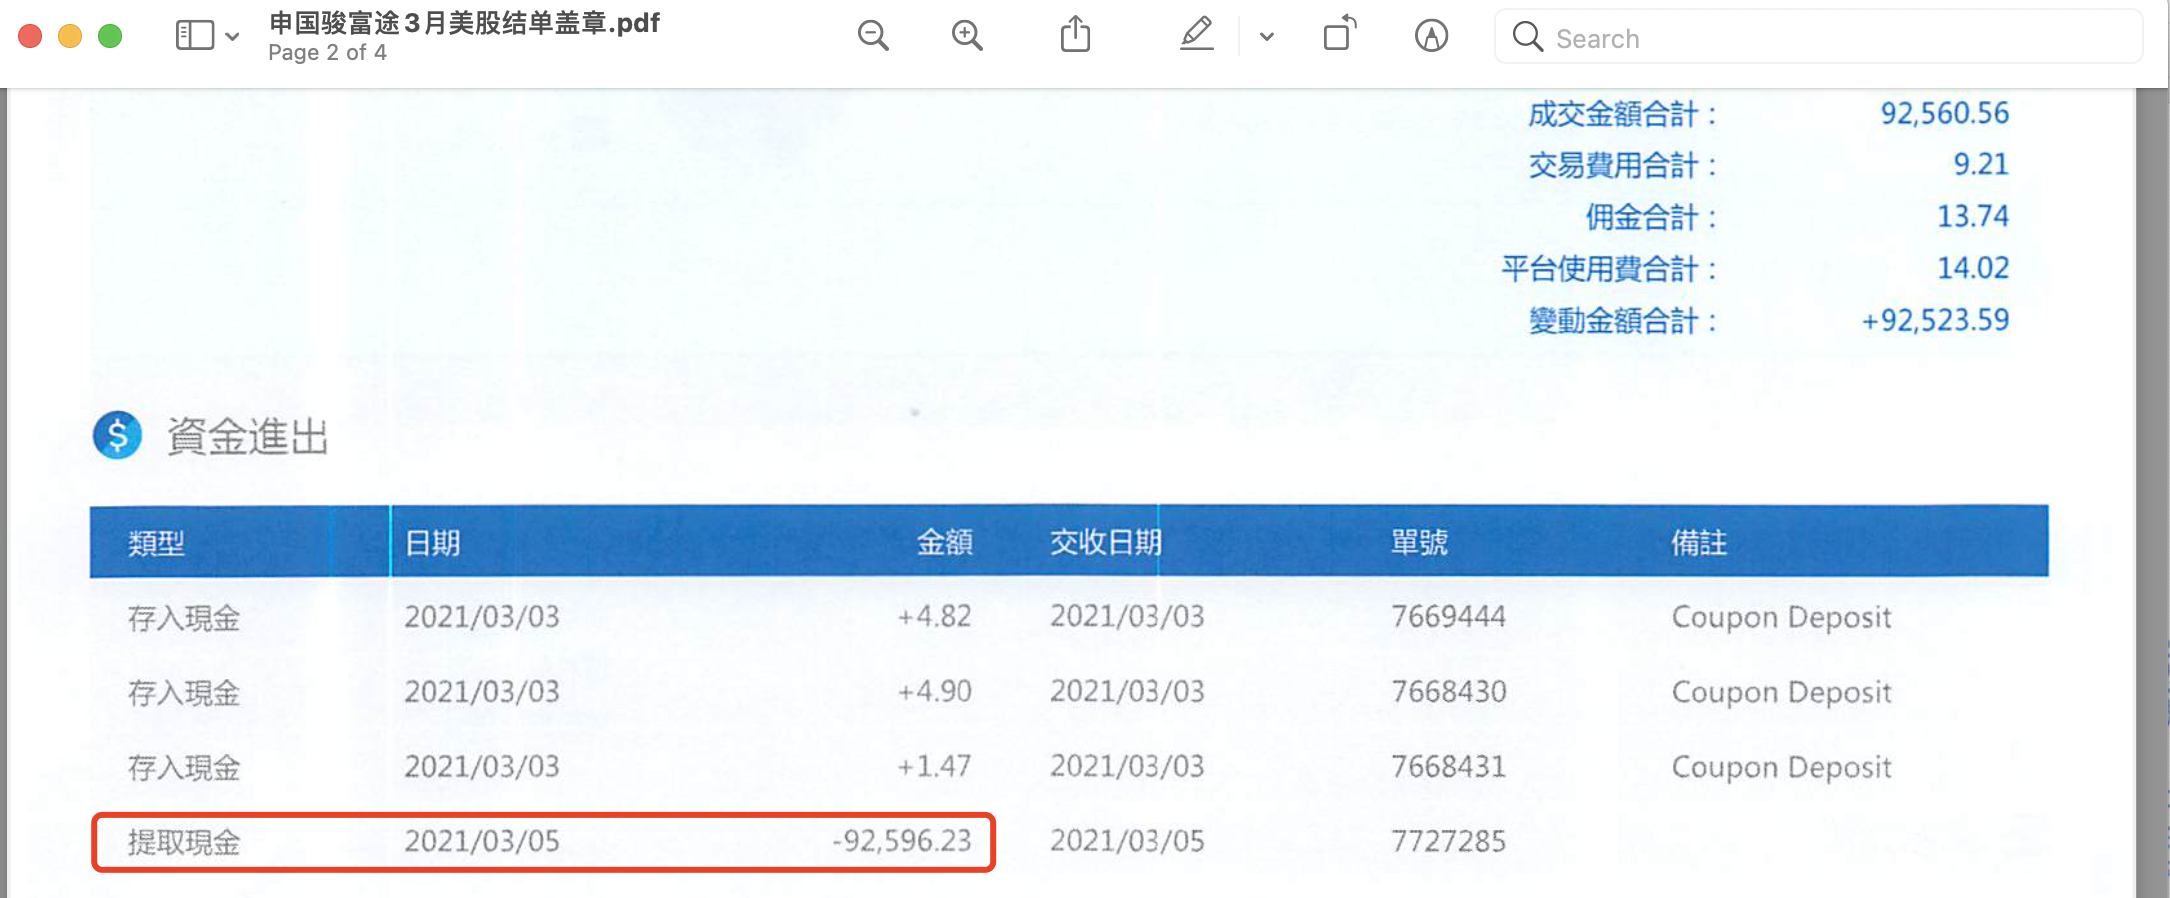 申国骏富途3月美股结单盖章.pdf
Page 2 of 4
Search
成交金額合計： 92,560.56
交易費用合計： 9.21
佣金合計： 13.74
平台使用費合計： 14.02
變動金額合計： +92,523.59
資金進出
類型 日期 金額 交收日期 單號 備註
存入現金 2021/03/03 +4.82 2021/03/03 7669444 Coupon Deposit
存入現金 2021/03/03 +4.90 2021/03/03 7668430 Coupon Deposit
存入現金 2021/03/03 +1.47 2021/03/03 7668431 Coupon Deposit
提取現金 2021/03/05 -92,596.23 2021/03/05 7727285